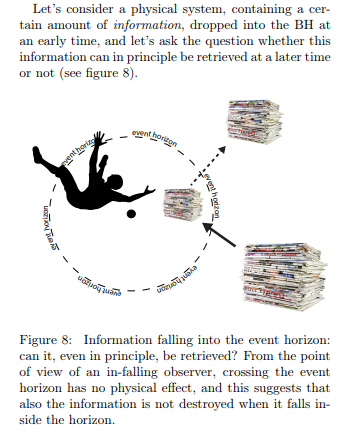 Let's consider a physical system, containing a cer-
tain amount of information, dropped into the BH at
an early time, and let's ask the question whether this
information can in principle be retrieved at a later time
or not (see figure 8).
event horizon
event horizon
event horizon
event horizon
event horizon
event horizon
Figure 8: Information falling into the event horizon:
can it, even in principle, be retrieved? From the point
of view of an in-falling observer, crossing the event
horizon has no physical effect, and this suggests that
also the information is not destroyed when it falls in-
side the horizon.